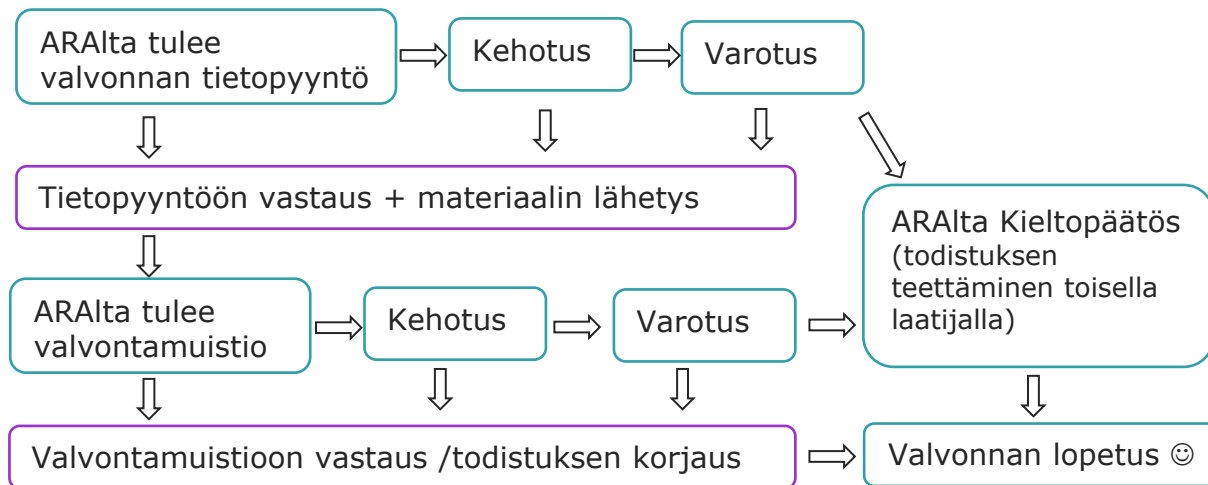 ARAlta tulee
valvonnan tietopyyntö
Kehotus
Varotus
Tietopyyntöön vastaus + materiaalin lähetys
ARAlta Kieltopäätös
(todistuksen
teettäminen toisella
laatijalla)
ARAlta tulee
valvontamuistio
Kehotus
Varotus
Valvontamuistioon vastaus /todistuksen korjaus
Valvonnan lopetus ☺